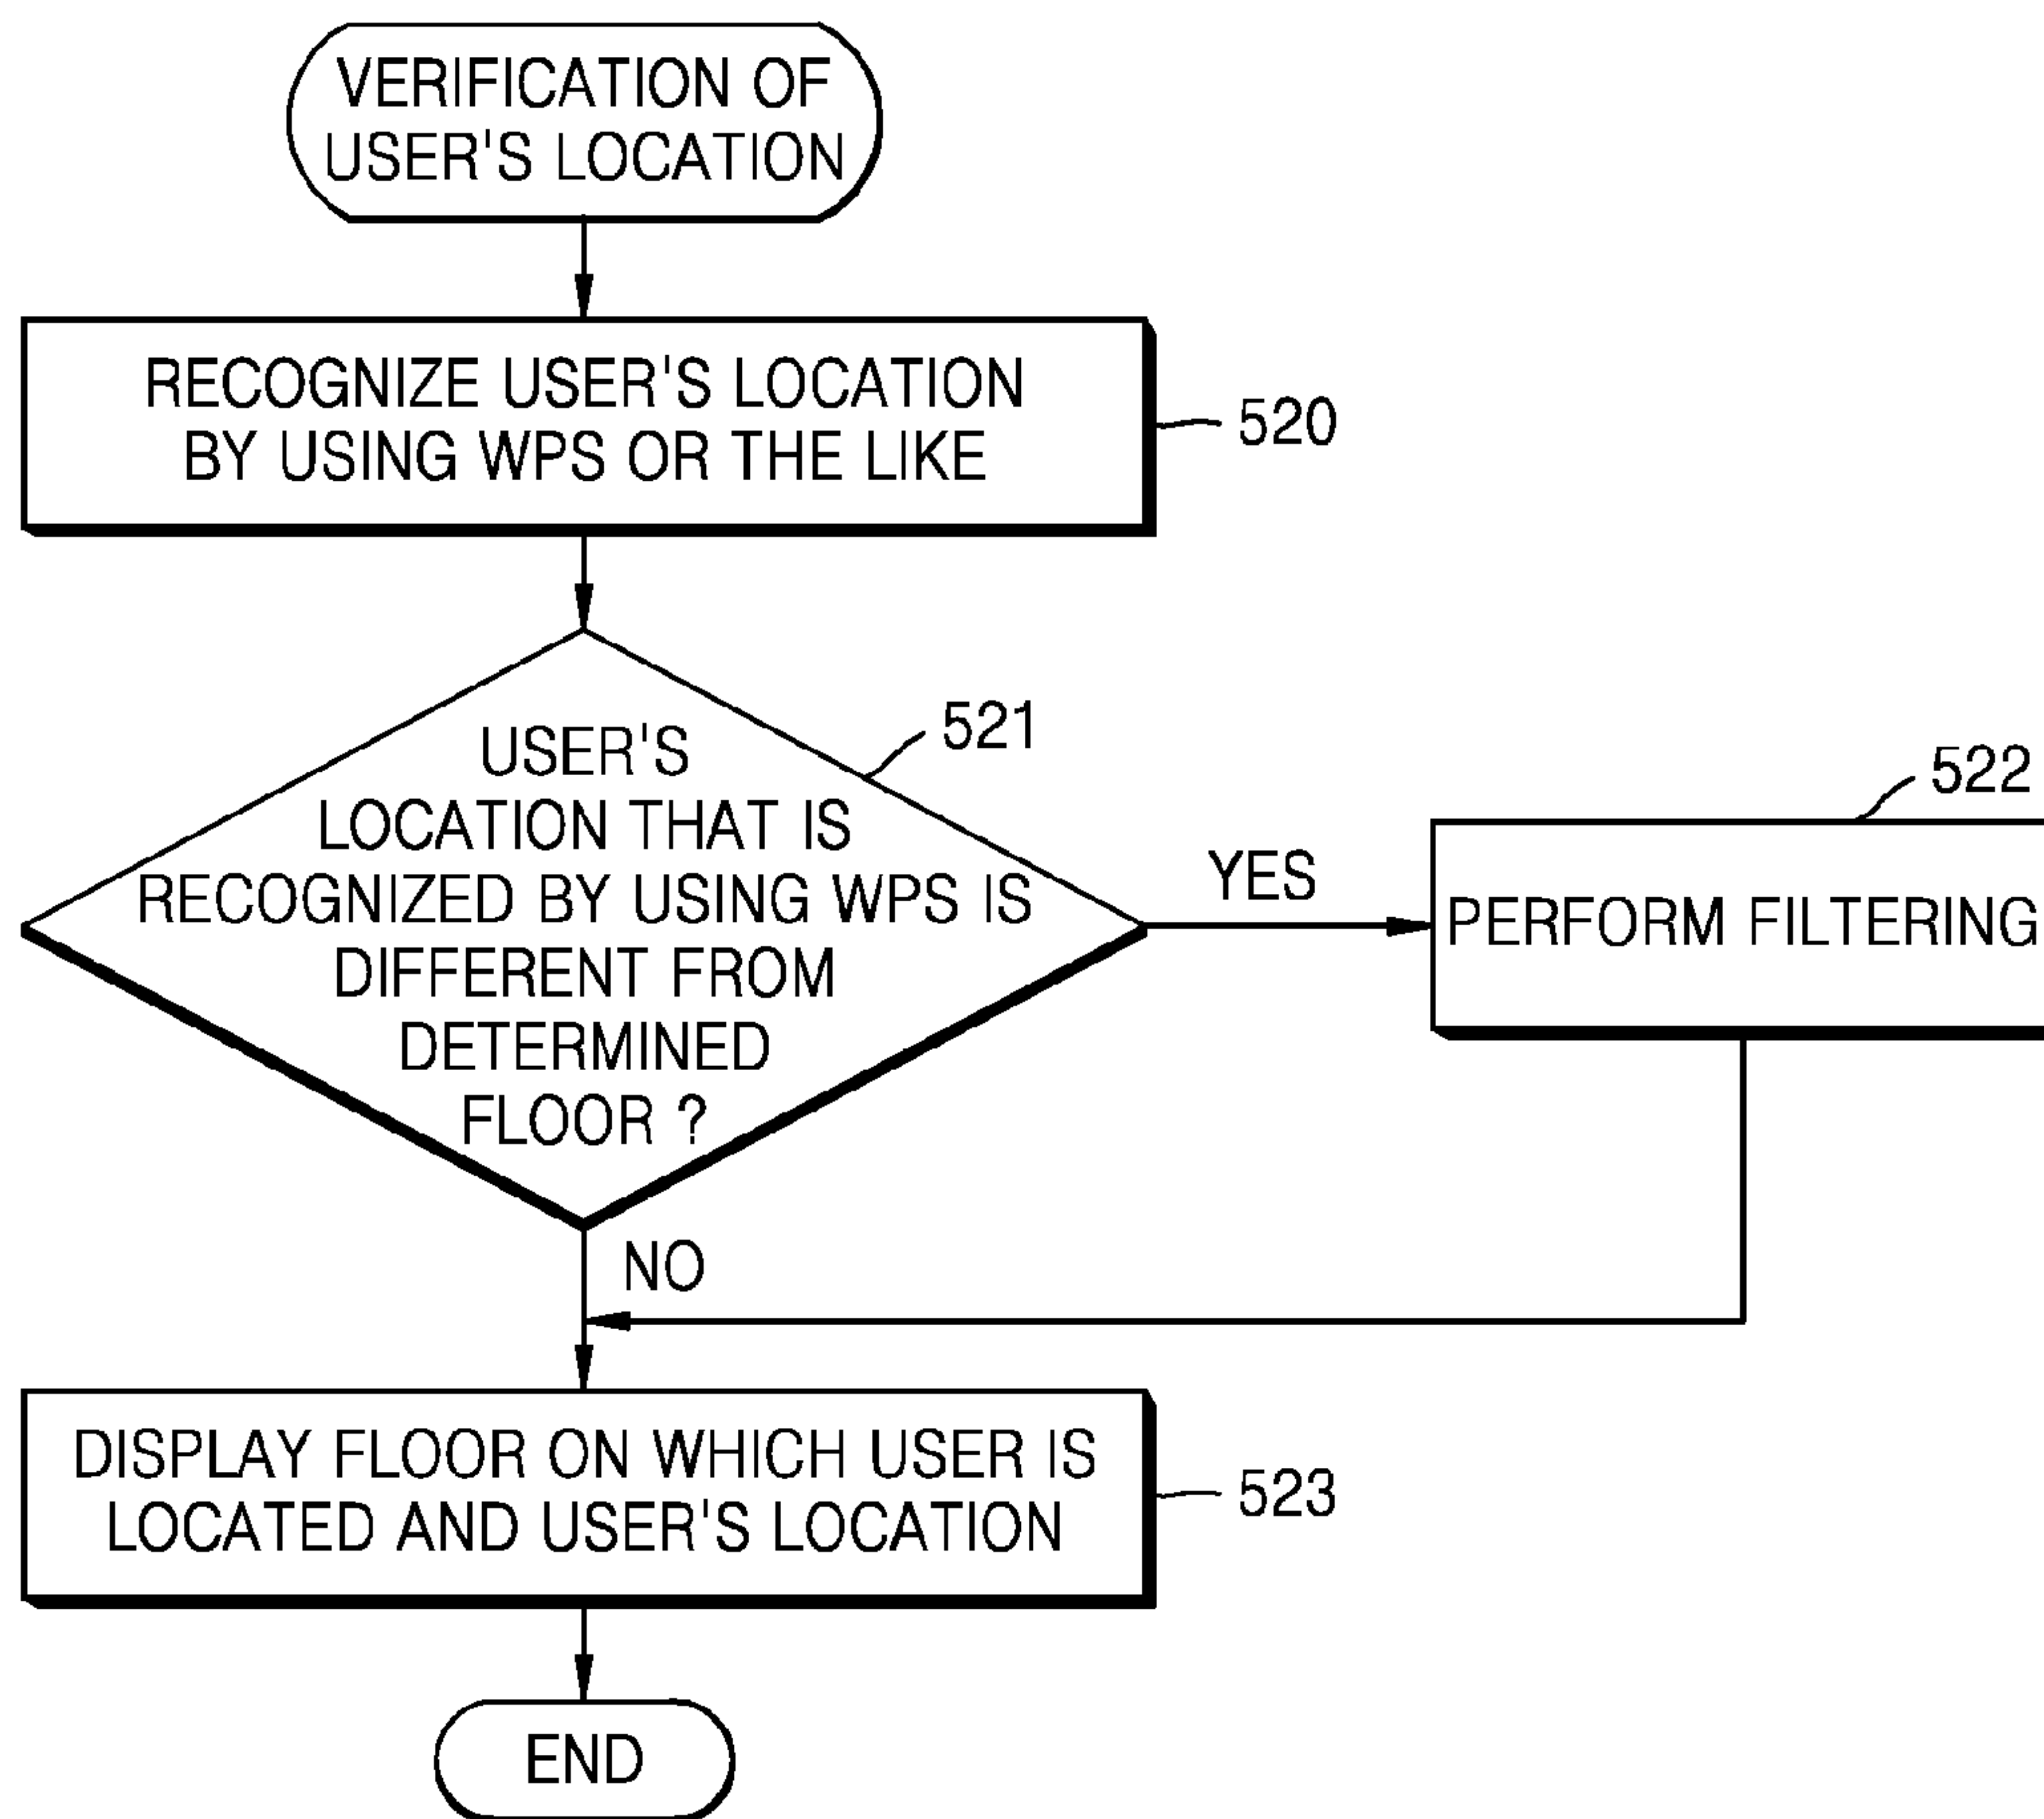 VERIFICATION OF
USER'S LOCATION
RECOGNIZE USER'S LOCATION
BY USING WPS OR THE LIKE
520
USER'S
LOCATION THAT IS
RECOGNIZED BY USING WPS IS
DIFFERENT FROM
DETERMINED
FLOOR ?
521
YES
522
PERFORM FILTERING
NO
DISPLAY FLOOR ON WHICH USER IS
LOCATED AND USER'S LOCATION
523
END